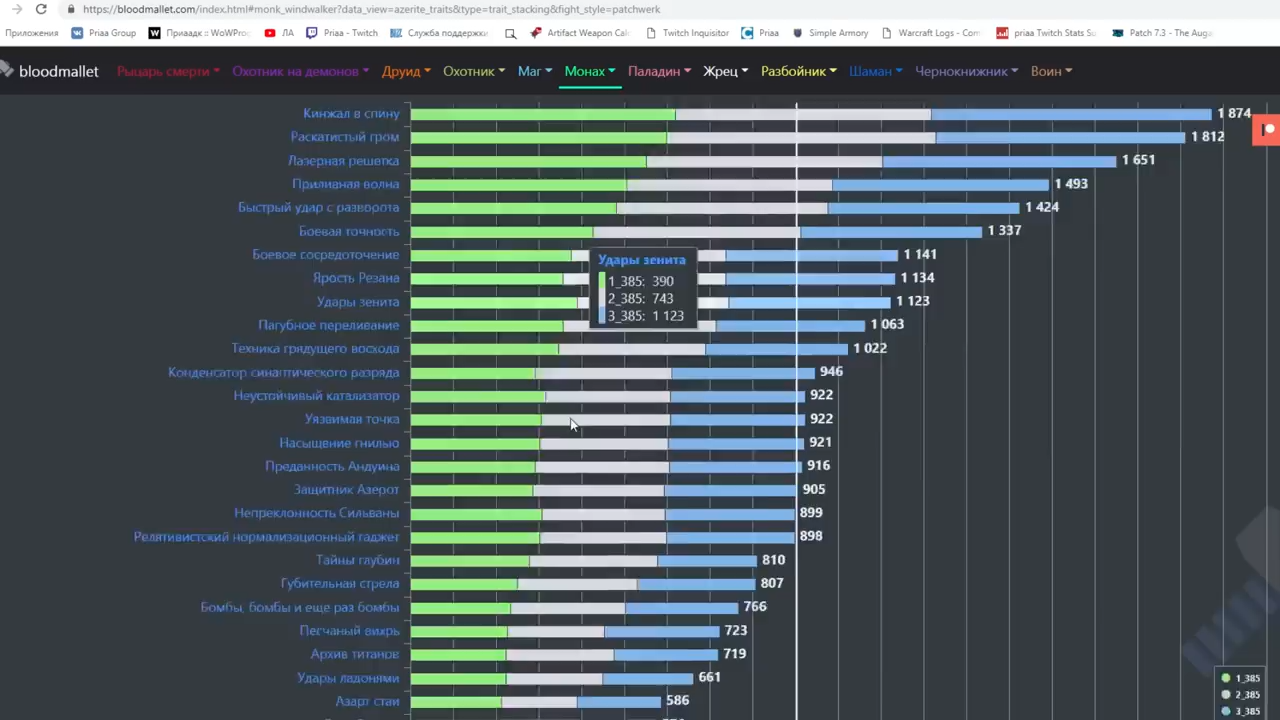 https://bloodmallet.com/index.html#monk_windwalker?data_view=azerite_traits&type=trait_stacking&fight_style=patchwerk
Приложения Priaa Group Приаадк :: WoWPro Priaa - Twitch ЛА Priaa - Twitch Служба поддержки Artifact Weapon Calc Twitch Inquisitor Priaa Simple Armory Warcraft Logs - Com priaa Twitch Stats Su Patch 7.3 - The Auga
bloodmallet Рыцарь смерти Охотник на демонов Друид Охотник Маг Монах Паладин Жрец Разбойник Шаман Чернокнижник Воин
Кинжал в спину 1 874
Раскатистый гром 1 812
Лазерная решетка 1 651
Приливная волна 1 493
Быстрый удар с разворота 1 424
Боевая точность 1 337
Боевое сосредоточение 1 141
Ярость Резана 1 134
Удары зенита 1 123
Пагубное переливание 1 063
Техника грядущего восхода 1 022
Конденсатор синаптического разряда 946
Неустойчивый катализатор 922
Уязвимая точка 922
Насыщение гнилью 921
Преданность Андуина 916
Защитник Азерот 905
Непреклонность Сильваны 899
Релятивистский нормализационный гаджет 898
Тайны глубин 810
Губительная стрела 807
Бомбы, бомбы и еще раз бомбы 766
Песчаный вихрь 723
Архив титанов 719
Удары ладонями 661
Азарт стаи 586
Удары зенита
1_385: 390
2_385: 743
3_385: 1 123
1_385
2_385
3_385